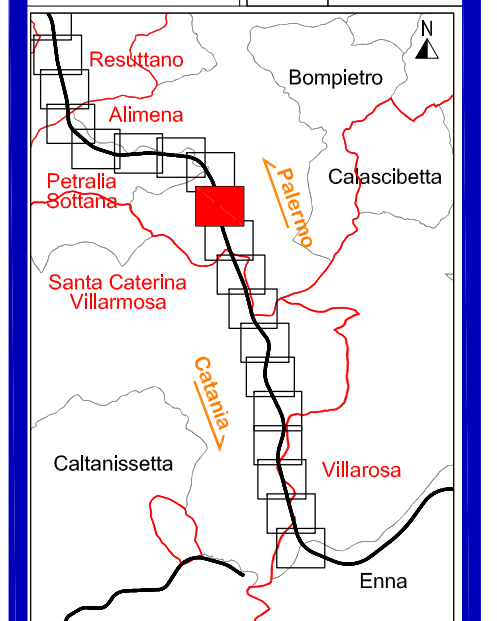 N
Resuttano
Bompietro
Alimena
Petralia
Sottana
Calascibetta
Palermo
Santa Caterina
Villarmosa
Catania
Caltanissetta
Villarosa
Enna